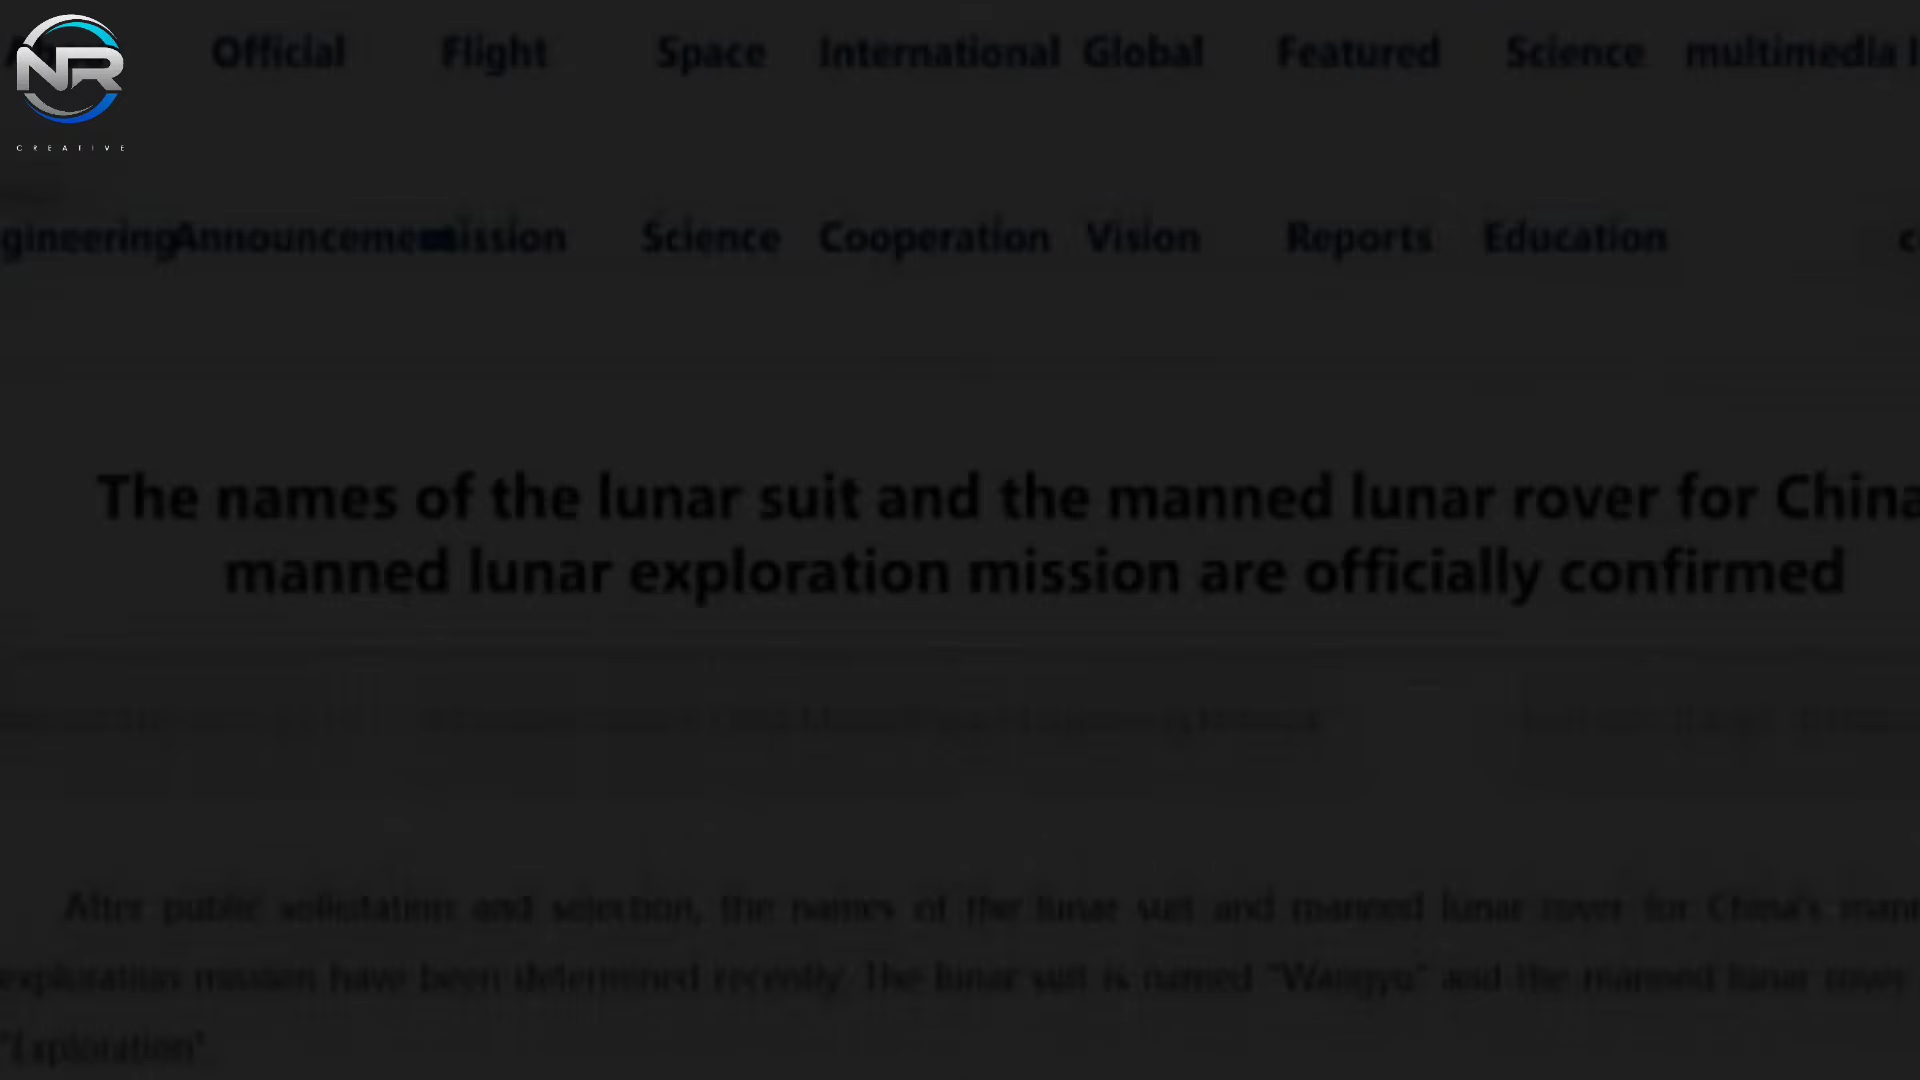 NR
CREATIVE
Official Flight Space International Global Featured Science multimedia
gineering Announcement mission Science Cooperation Vision Reports Education
The names of the lunar suit and the manned lunar rover for China
manned lunar exploration mission are officially confirmed
After public solicitation and selection, the names of the lunar suit and manned lunar rover for China's
exploration mission have been determined recently. The lunar suit is named "Wangyu" and the manned lunar rover
"Exploration".